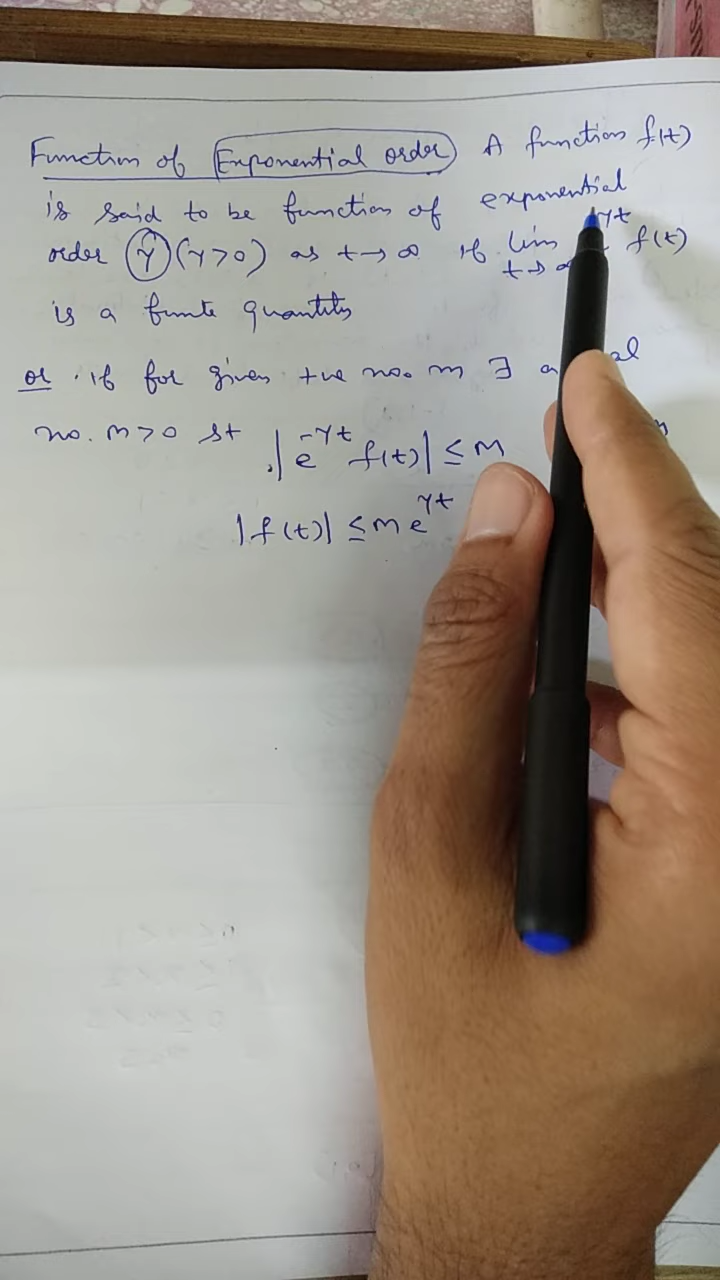 Function of Exponential order A function f(t)
is said to be function of exponential
order γ (γ>0) as t→∞ if lim t→∞ γt f(t)
is a finite quantity
or if for given +ve no. m ∃ a
no. M>0 st |e^-γt f(t)| ≤ M
|f(t)| ≤ M e^γt